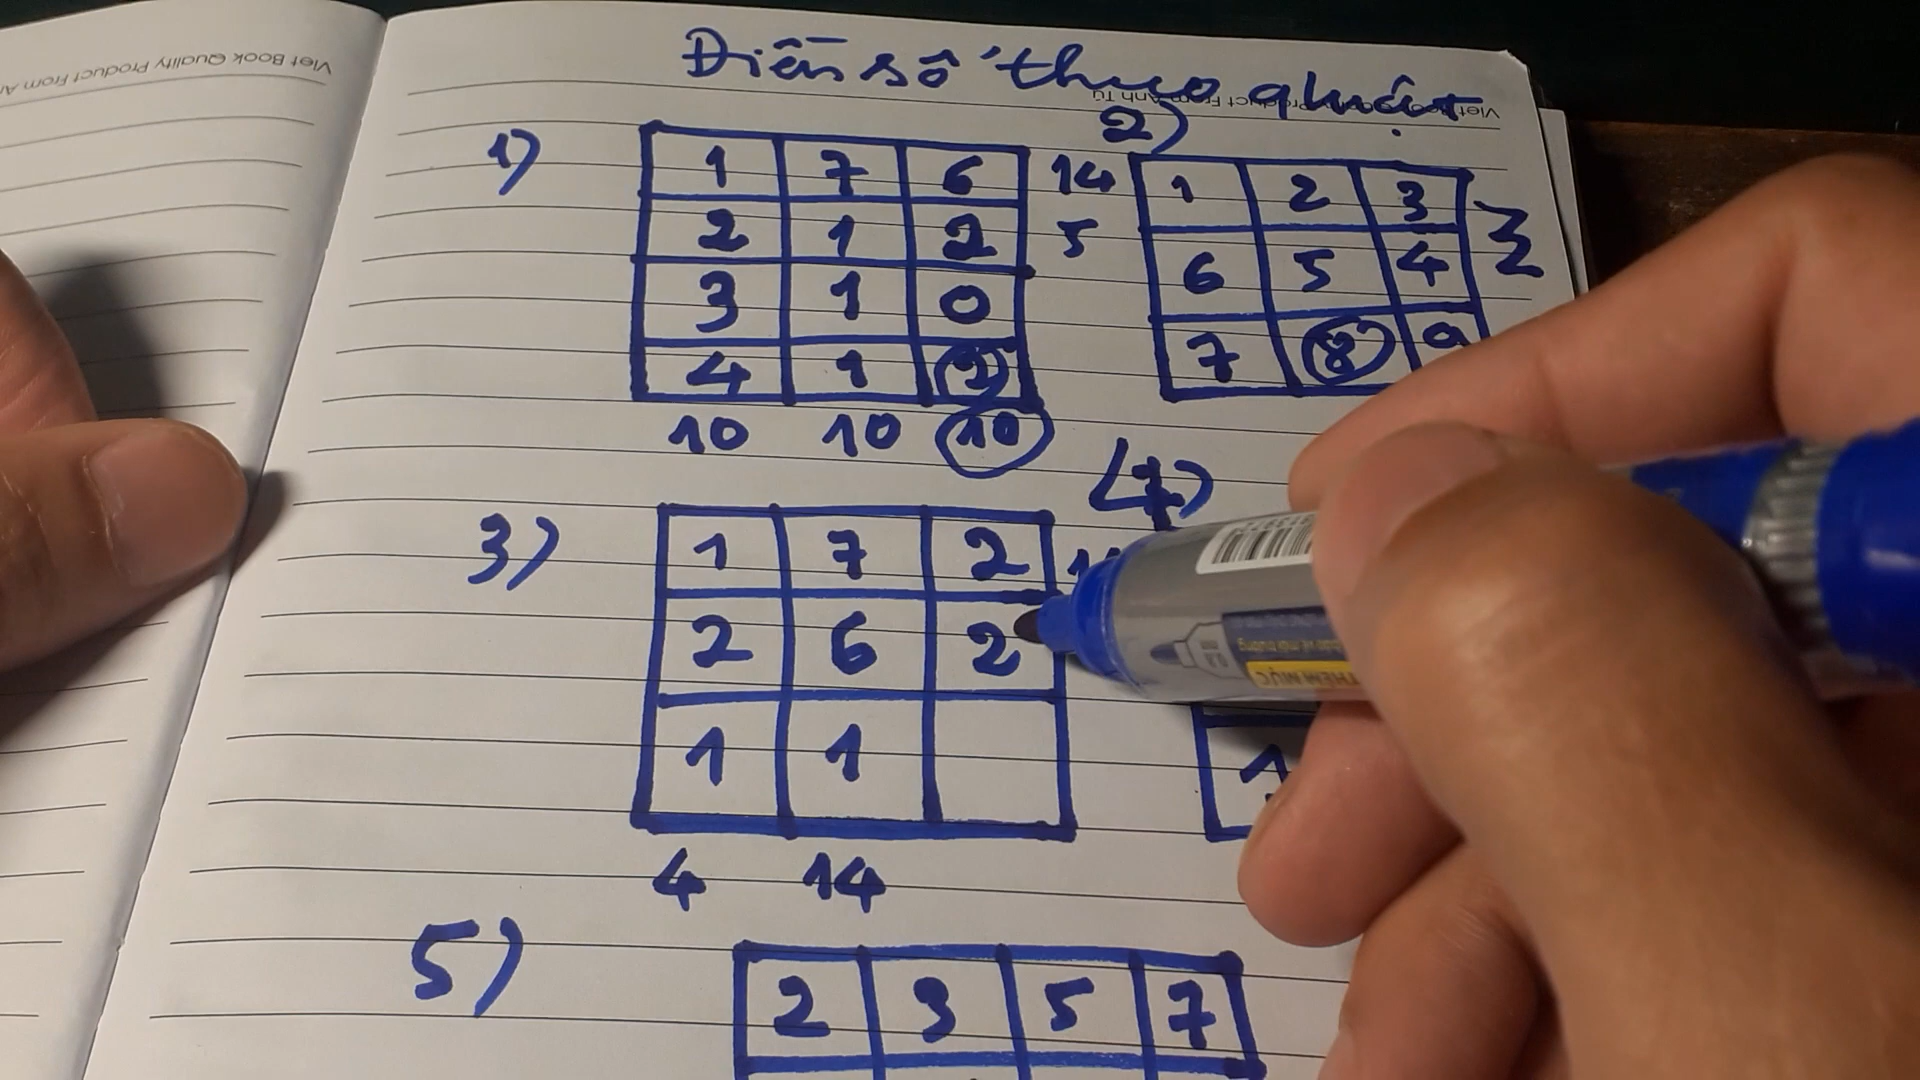 Điền số theo quy luật
1)
1 7 6 14
2 1 2 5
3 1 0
4 1 2
10 10 10
2)
1 2 3
6 5 4
7 8 9
3)
1 7 2
2 6 2
1 1
4 14
5)
2 3 5 7
Viet Book Quality Product From